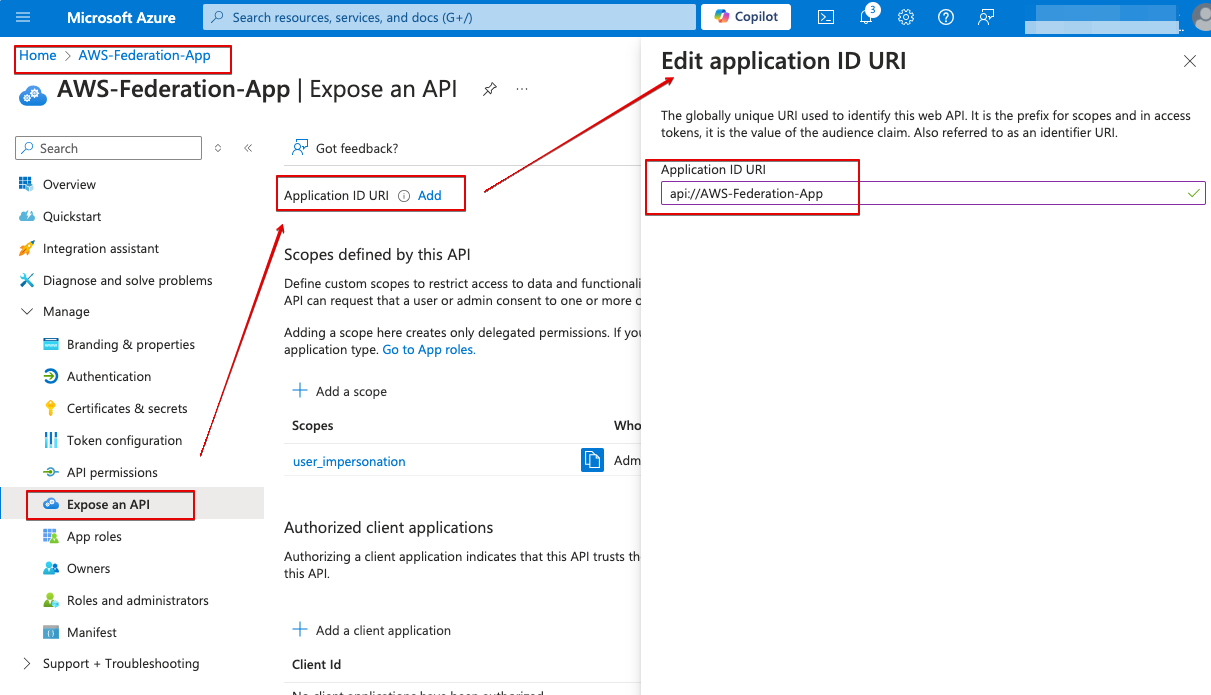 Microsoft Azure
Search resources, services, and docs (G+/)
Copilot
3
Home > AWS-Federation-App
AWS-Federation-App | Expose an API
...
Search
Overview
Quickstart
Integration assistant
Diagnose and solve problems
Manage
Branding & properties
Authentication
Certificates & secrets
Token configuration
API permissions
Expose an API
App roles
Owners
Roles and administrators
Manifest
Support + Troubleshooting
Got feedback?
Application ID URI Add
Scopes defined by this API
Define custom scopes to restrict access to data and functionali
API can request that a user or admin consent to one or more o
Adding a scope here creates only delegated permissions. If you
application type. Go to App roles.
Add a scope
Scopes Who
user_impersonation Adm
Authorized client applications
Authorizing a client application indicates that this API trusts th
this API.
Add a client application
Client Id
No client applications have been authorized
Edit application ID URI
The globally unique URI used to identify this web API. It is the prefix for scopes and in access
tokens, it is the value of the audience claim. Also referred to as an identifier URI.
Application ID URI
api://AWS-Federation-App